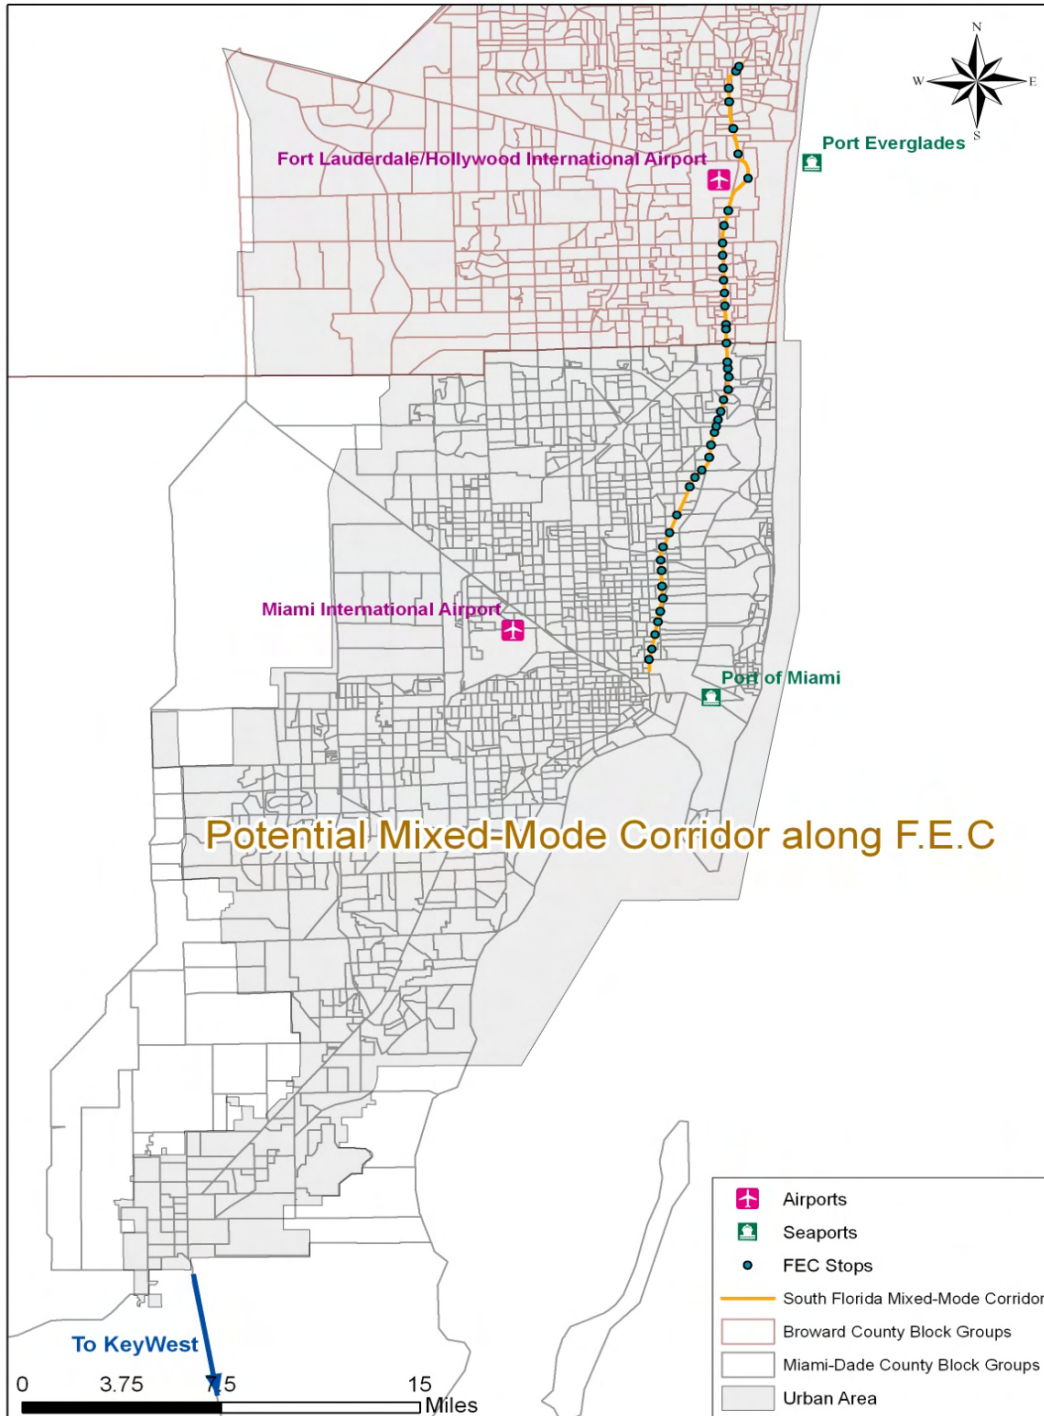 N
W
E
S
Port Everglades
Fort Lauderdale/Hollywood International Airport
Miami International Airport
Port of Miami
Potential Mixed-Mode Corridor along F.E.C
Airports
Seaports
FEC Stops
South Florida Mixed-Mode Corridor
Broward County Block Groups
Miami-Dade County Block Groups
Urban Area
To KeyWest
0 3.75 7.5 15
Miles